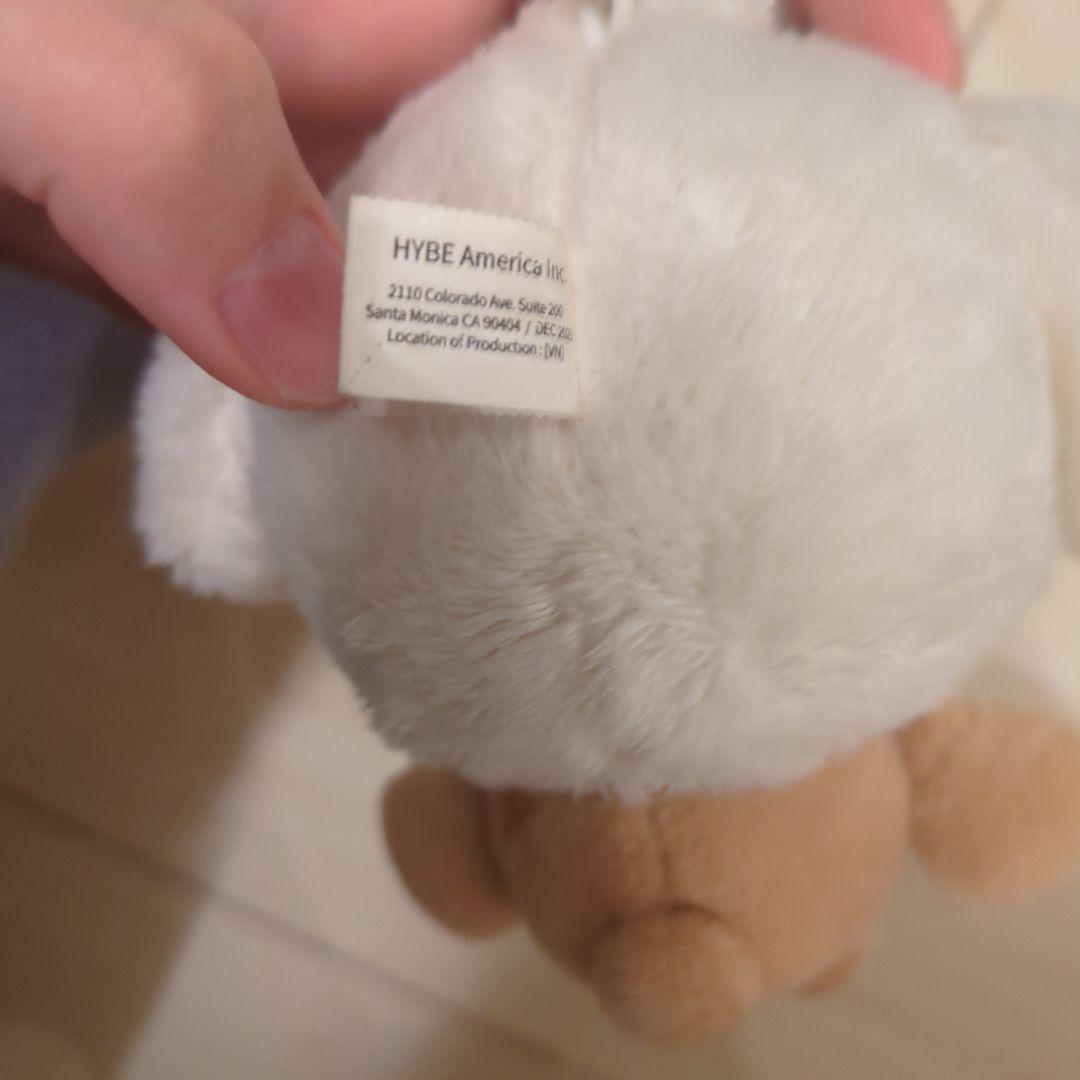 HYBE America Inc.
2110 Colorado Ave. Suite 200
Santa Monica CA 90404 / DEC
Location of Production : [VN]